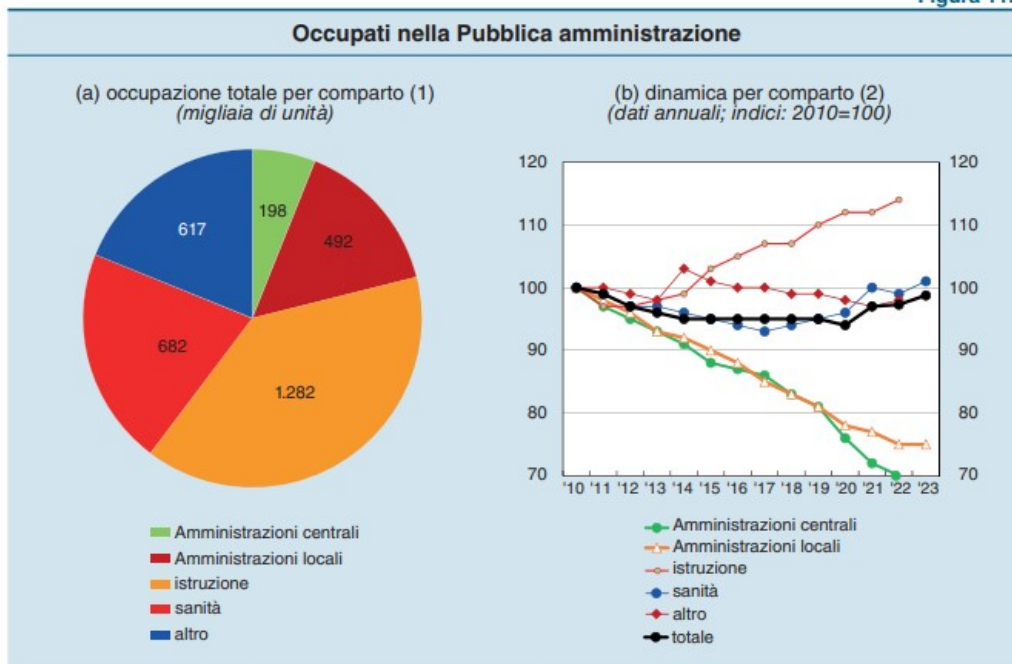 Occupati nella Pubblica amministrazione
(a) occupazione totale per comparto (1)
(migliaia di unità)
198
492
1.282
682
617
Amministrazioni centrali
Amministrazioni locali
istruzione
sanità
altro
(b) dinamica per comparto (2)
(dati annuali; indici: 2010=100)
120 120
110 110
100 100
90 90
80 80
70 70
'10 '11 '12 '13 '14 '15 '16 '17 '18 '19 '20 '21 '22 '23
Amministrazioni centrali
Amministrazioni locali
istruzione
sanità
altro
totale